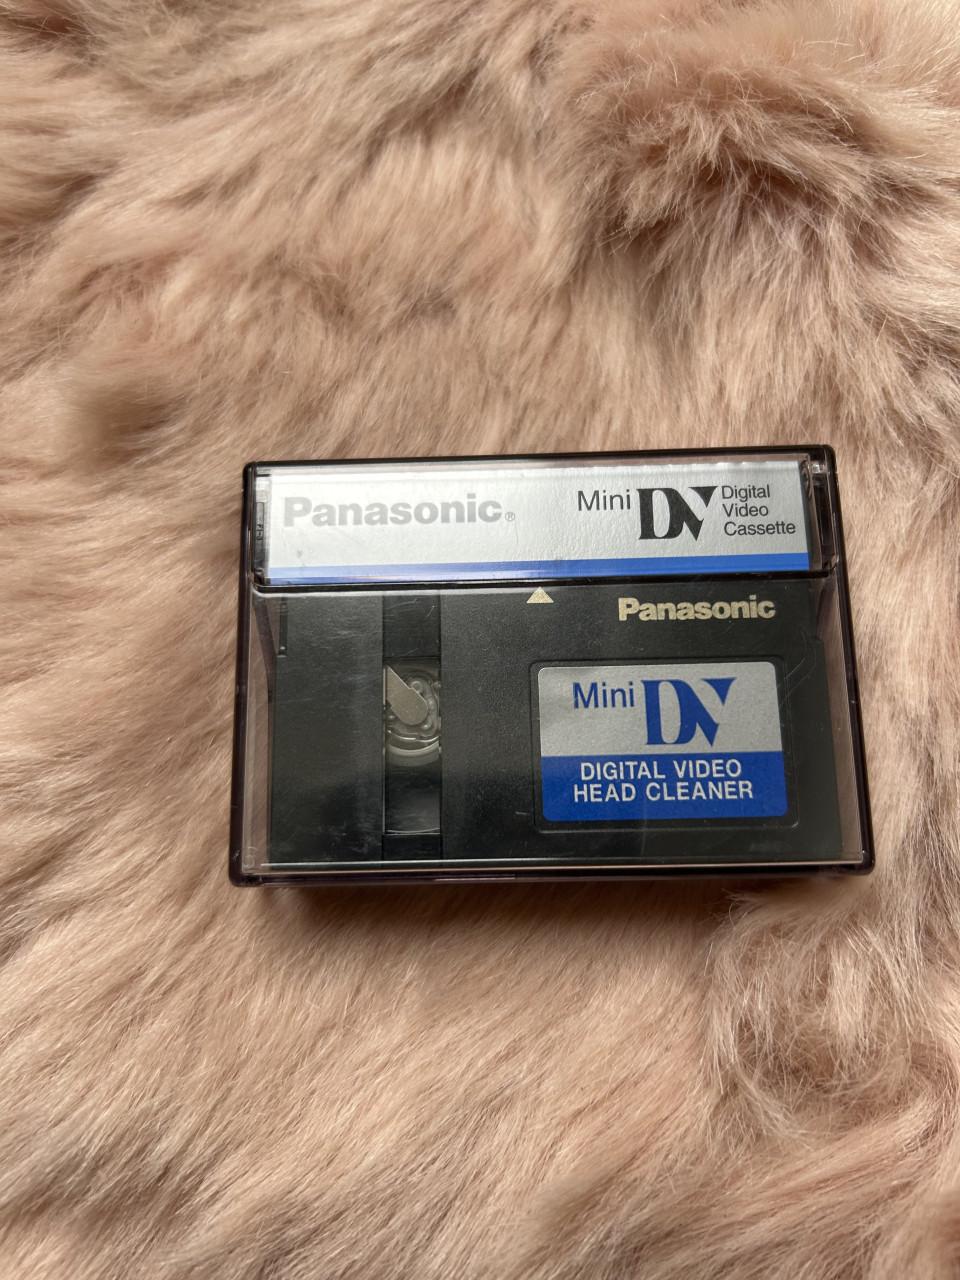 Panasonic®
Mini DV Digital
Video
Cassette
Panasonic
Mini DV
DIGITAL VIDEO
HEAD CLEANER